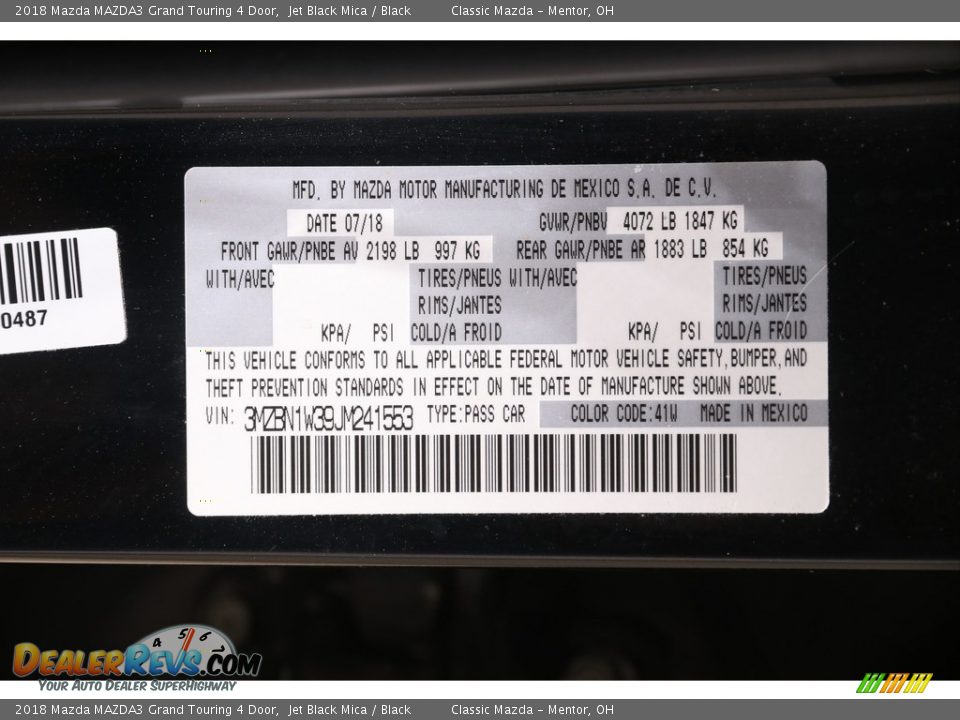 2018 Mazda MAZDA3 Grand Touring 4 Door, Jet Black Mica / Black Classic Mazda – Mentor, OH
MFD. BY MAZDA MOTOR MANUFACTURING DE MEXICO S.A. DE C.V.
DATE 07/18 GVWR/PNBV 4072 LB 1847 KG
FRONT GAWR/PNBE AV 2198 LB 997 KG REAR GAWR/PNBE AR 1883 LB 854 KG
WITH/AVEC TIRES/PNEUS WITH/AVEC TIRES/PNEUS
RIMS/JANTES RIMS/JANTES
KPA/ PSI COLD/A FROID KPA/ PSI COLD/A FROID
THIS VEHICLE CONFORMS TO ALL APPLICABLE FEDERAL MOTOR VEHICLE SAFETY, BUMPER, AND
THEFT PREVENTION STANDARDS IN EFFECT ON THE DATE OF MANUFACTURE SHOWN ABOVE.
VIN: 3MZBN1W39JM241553 TYPE:PASS CAR COLOR CODE:41W MADE IN MEXICO
0487
4 5 6
DEALERREVS.COM
YOUR AUTO DEALER SUPERHIGHWAY
2018 Mazda MAZDA3 Grand Touring 4 Door, Jet Black Mica / Black Classic Mazda – Mentor, OH